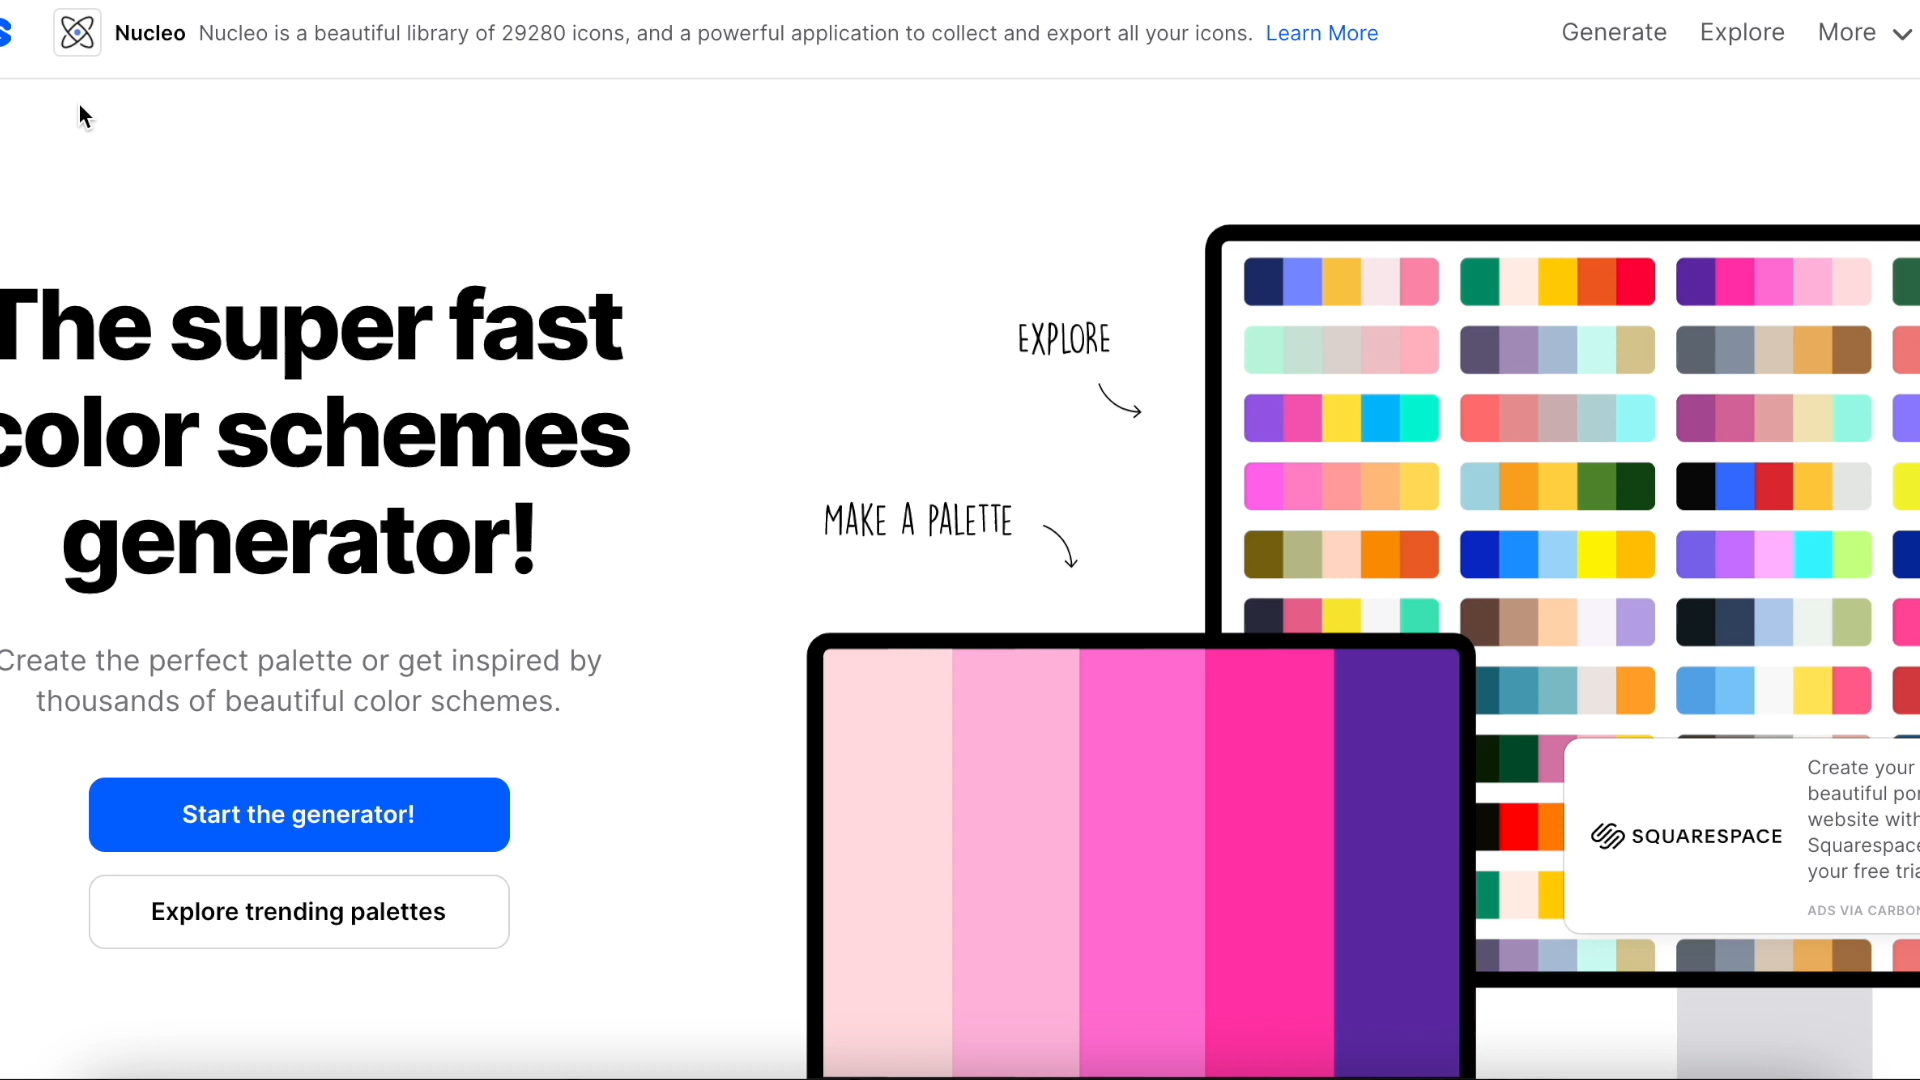 s
Nucleo Nucleo is a beautiful library of 29280 icons, and a powerful application to collect and export all your icons. Learn More
Generate Explore More
The super fast
color schemes
generator!
Create the perfect palette or get inspired by
thousands of beautiful color schemes.
Start the generator!
Explore trending palettes
EXPLORE
MAKE A PALETTE
SQUARESPACE
Create your
beautiful por
website with
Squarespace
your free tria
ADS VIA CARBON